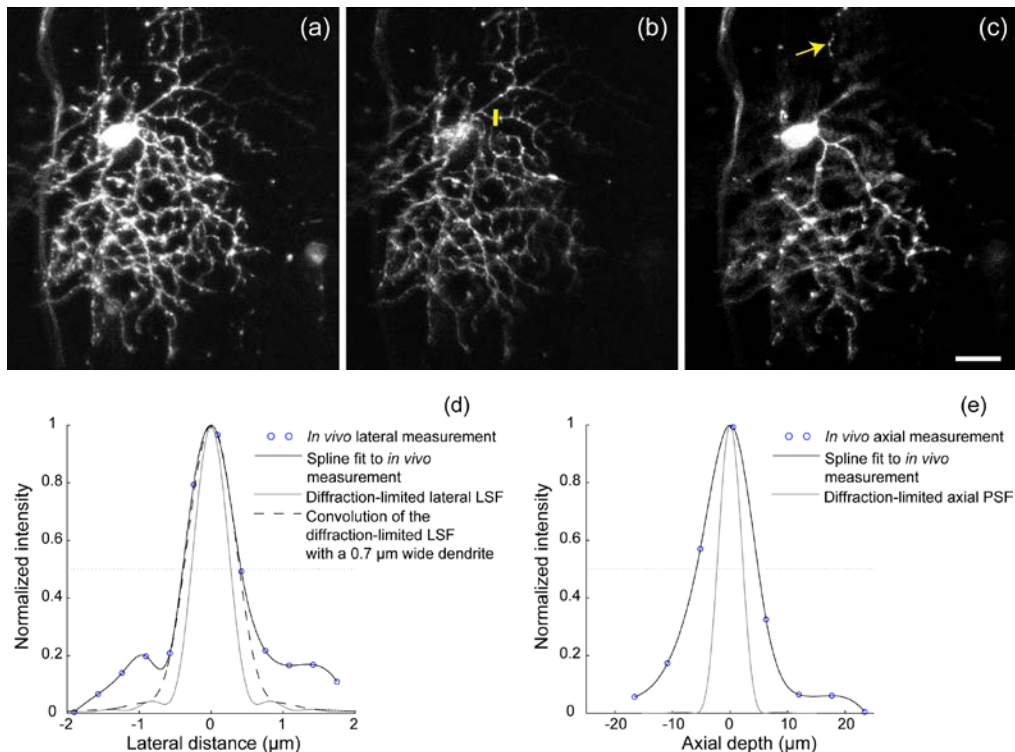 (a)
(b)
(c)
(d)
In vivo lateral measurement
Spline fit to in vivo
measurement
Diffraction-limited lateral LSF
Convolution of the
diffraction-limited LSF
with a 0.7 μm wide dendrite
Normalized intensity
1
0.8
0.6
0.4
0.2
0
-2
-1
0
1
2
Lateral distance (μm)
(e)
In vivo axial measurement
Spline fit to in vivo
measurement
Diffraction-limited axial PSF
Normalized intensity
1
0.8
0.6
0.4
0.2
0
-20
-10
0
10
20
Axial depth (μm)